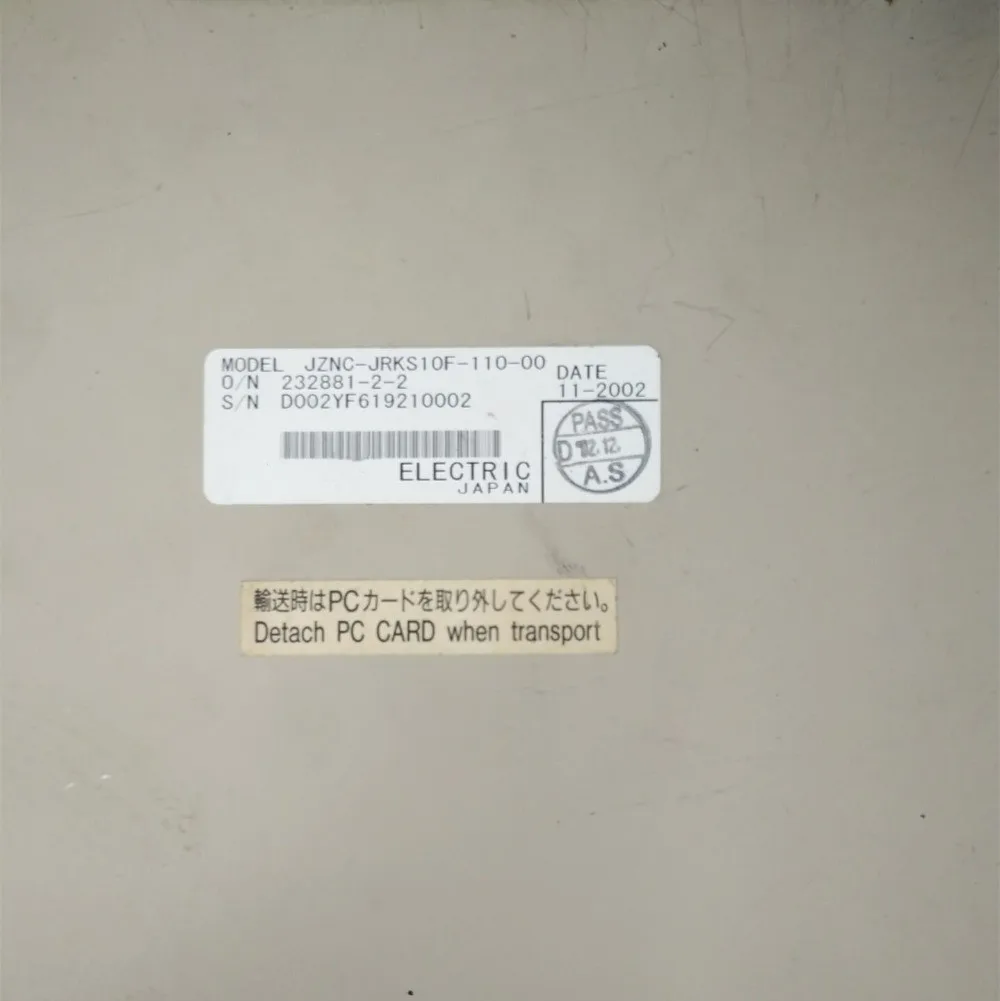 MODEL JZNC-JRKS10F-110-00
O/N 232881-2-2
S/N D002YF619210002
DATE
11-2002
PASS
D '02.12.
A.S
ELECTRIC
JAPAN
輸送時はPCカードを取り外してください。
Detach PC CARD when transport